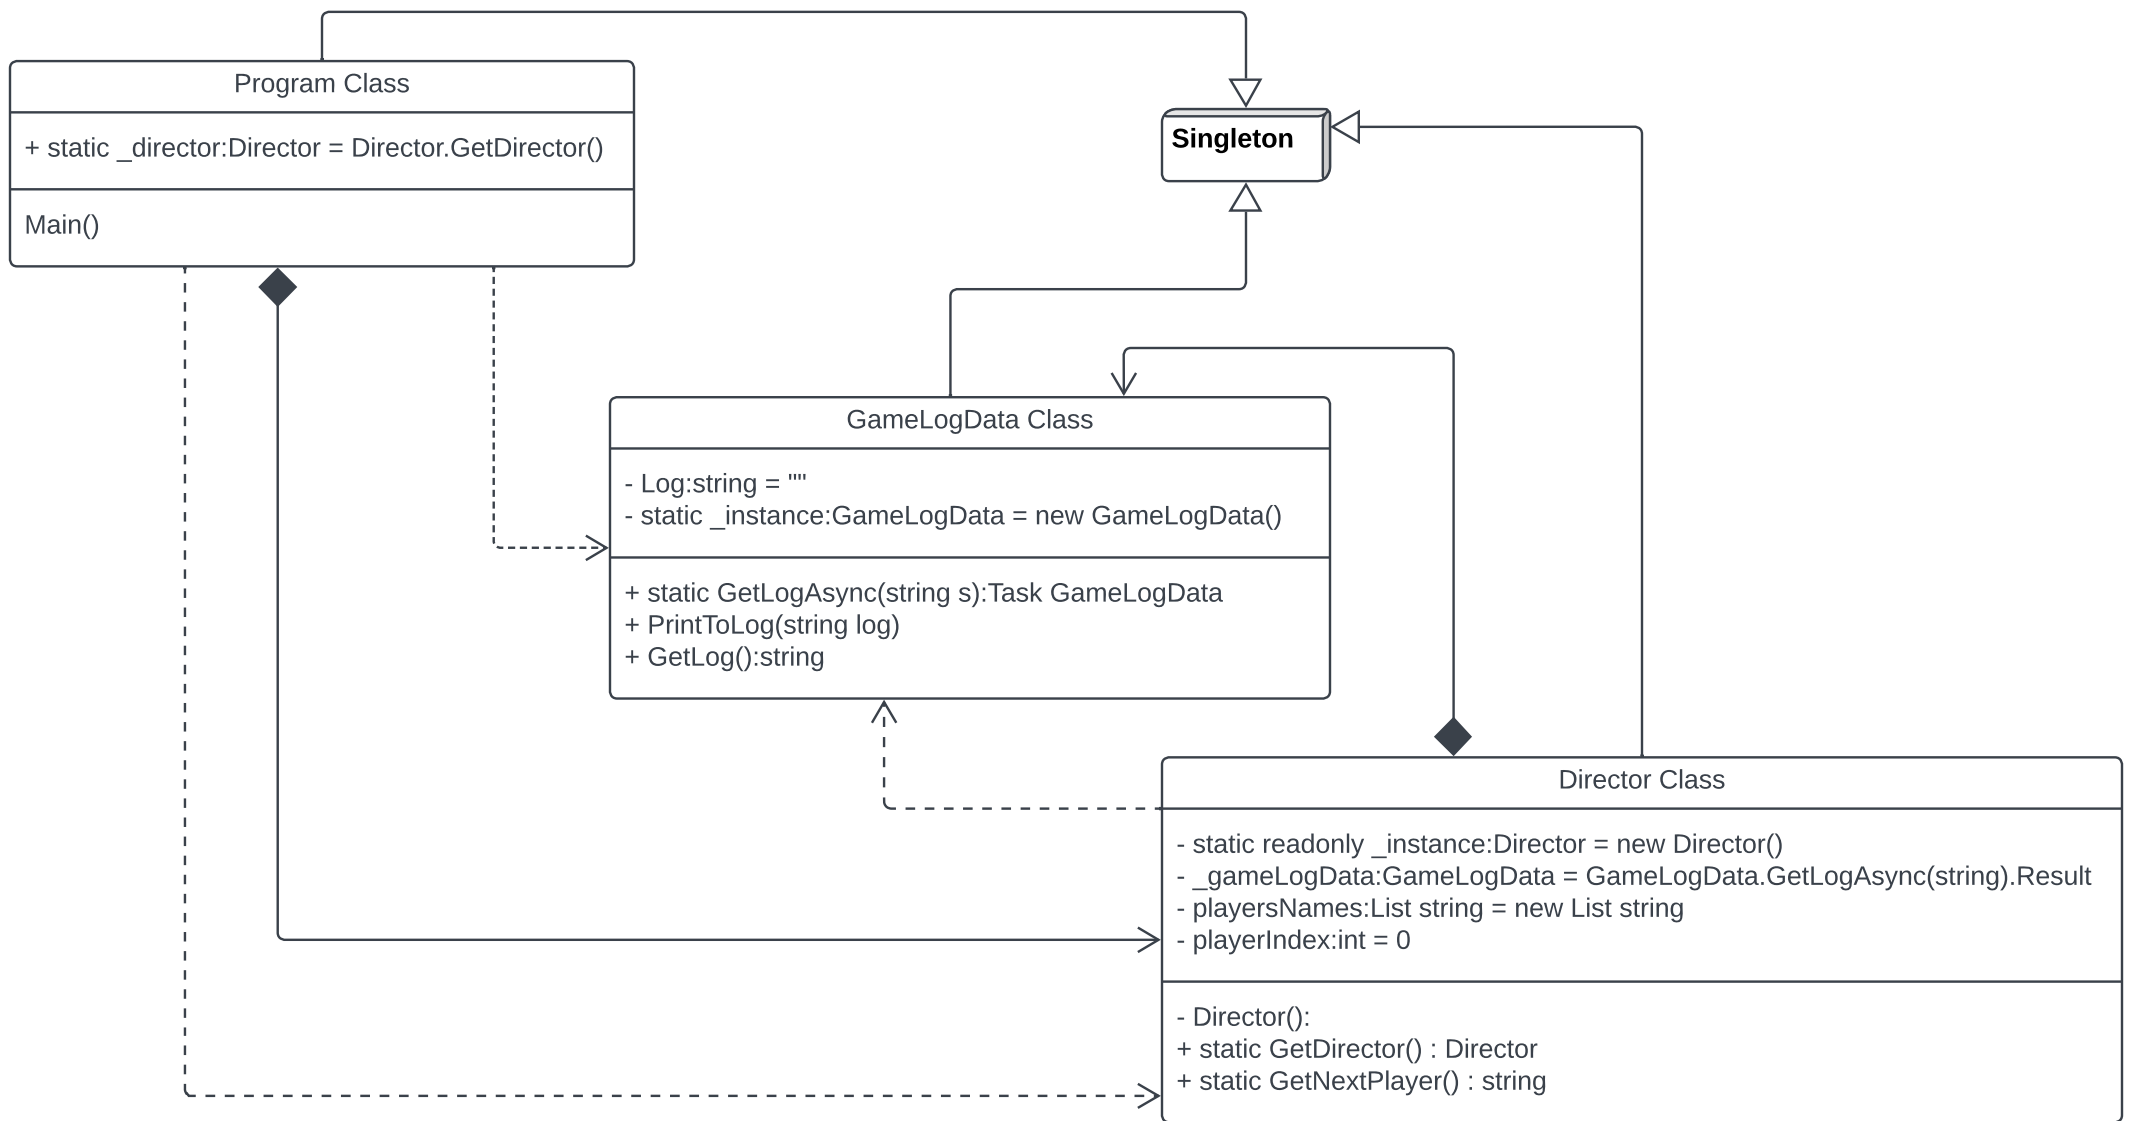 Program Class
+ static _director:Director = Director.GetDirector()
Main()
Singleton
GameLogData Class
- Log:string = ""
- static _instance:GameLogData = new GameLogData()
+ static GetLogAsync(string s):Task GameLogData
+ PrintToLog(string log)
+ GetLog():string
Director Class
- static readonly _instance:Director = new Director()
- _gameLogData:GameLogData = GameLogData.GetLogAsync(string).Result
- playersNames:List string = new List string
- playerIndex:int = 0
- Director():
+ static GetDirector() : Director
+ static GetNextPlayer() : string